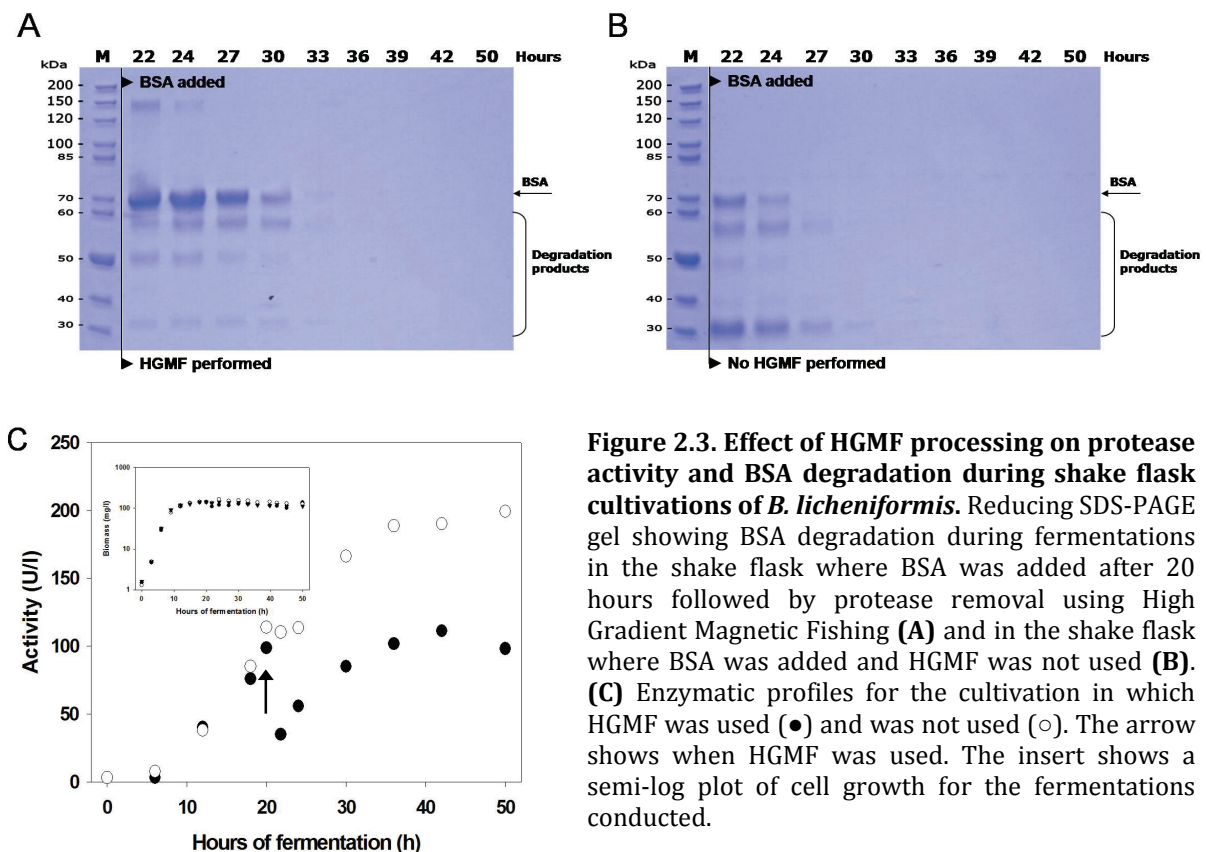 A
kDa M 22 24 27 30 33 36 39 42 50 Hours
BSA added
200
150
120
100
85
70
60
50
40
30
BSA
Degradation
products
HGMF performed
B
kDa M 22 24 27 30 33 36 39 42 50 Hours
BSA added
200
150
120
100
85
70
60
50
40
30
BSA
Degradation
products
No HGMF performed
C
Activity (U/l)
250
200
150
100
50
0
0 10 20 30 40 50
Hours of fermentation (h)
Biomass (mg/l)
1000
100
10
1
0 10 20 30 40 50
Hours of fermentation (h)
Figure 2.3. Effect of HGMF processing on protease
activity and BSA degradation during shake flask
cultivations of B. licheniformis. Reducing SDS-PAGE
gel showing BSA degradation during fermentations
in the shake flask where BSA was added after 20
hours followed by protease removal using High
Gradient Magnetic Fishing (A) and in the shake flask
where BSA was added and HGMF was not used (B).
(C) Enzymatic profiles for the cultivation in which
HGMF was used (●) and was not used (○). The arrow
shows when HGMF was used. The insert shows a
semi-log plot of cell growth for the fermentations
conducted.